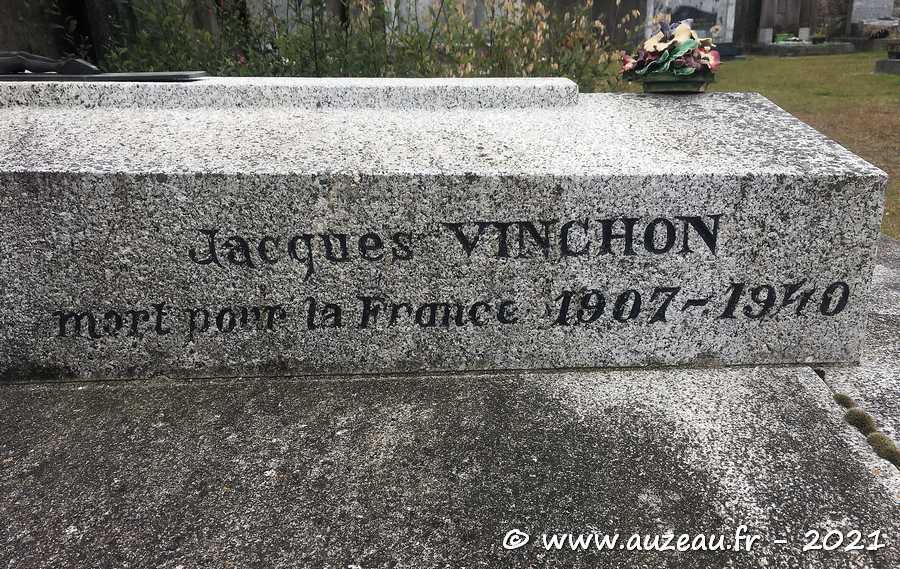 Jacques VINCHON
mort pour la France 1907-1940
© www.auzeau.fr - 2021